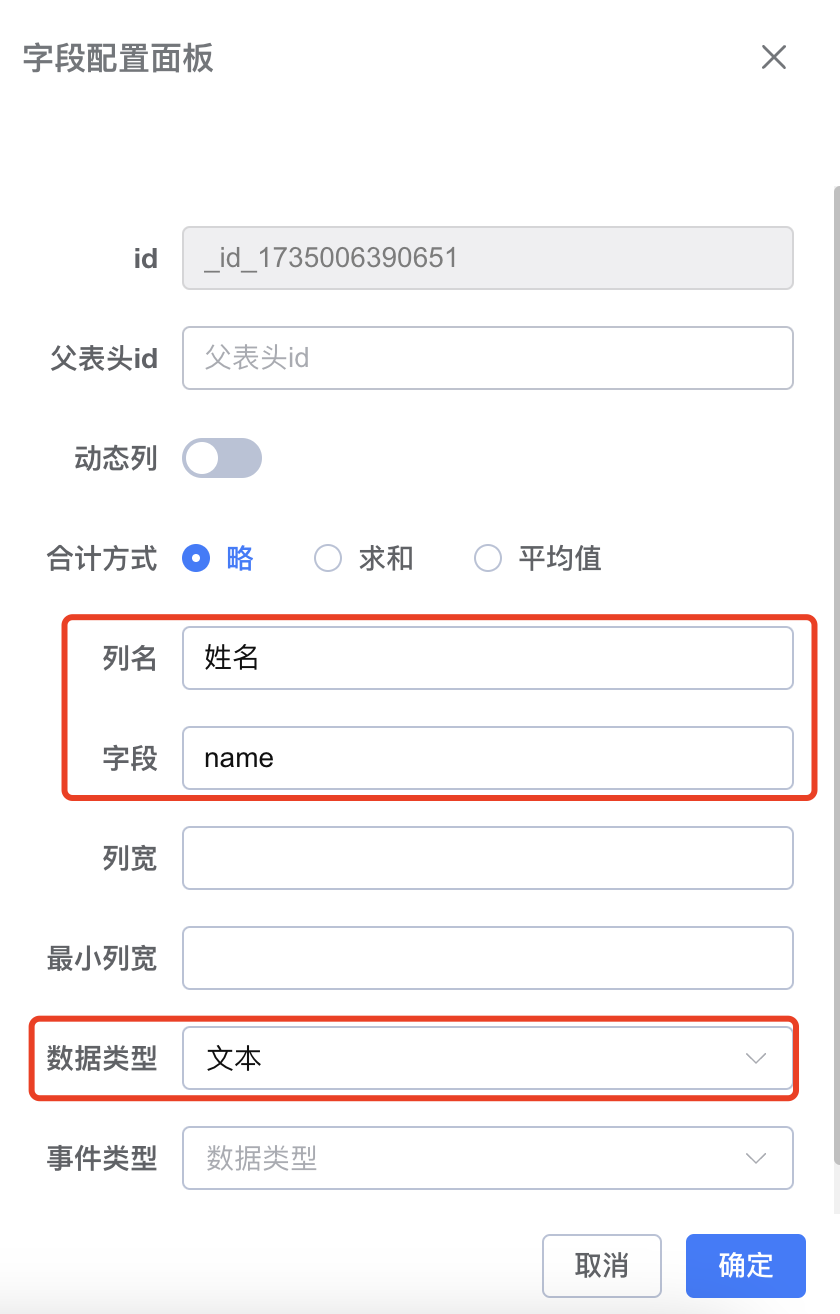 字段配置面板
id _id_1735006390651
父表头id 父表头id
动态列
合计方式 略 求和 平均值
列名 姓名
字段 name
列宽
最小列宽
数据类型 文本
事件类型 数据类型
取消 确定